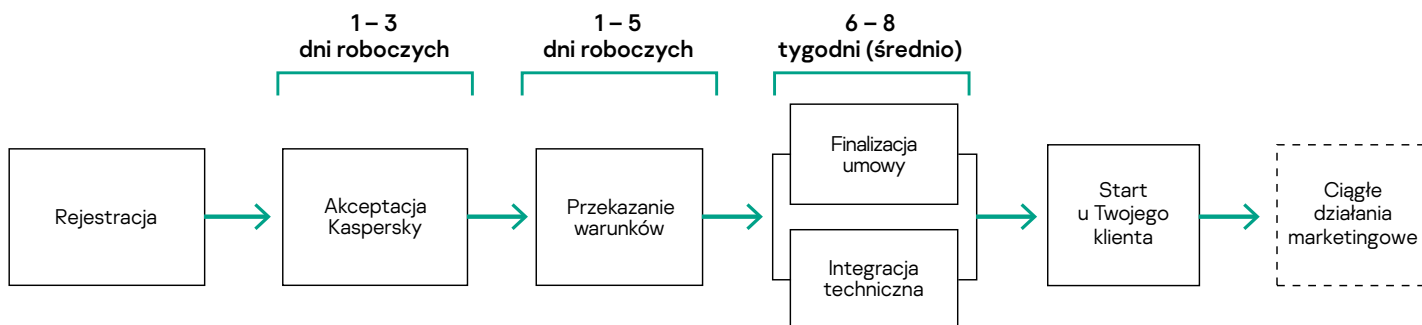 1 – 3
dni roboczych
1 – 5
dni roboczych
6 – 8
tygodni (średnio)
Rejestracja
Akceptacja
Kaspersky
Przekazanie
warunków
Finalizacja
umowy
Integracja
techniczna
Start
u Twojego
klienta
Ciągłe
działania
marketingowe